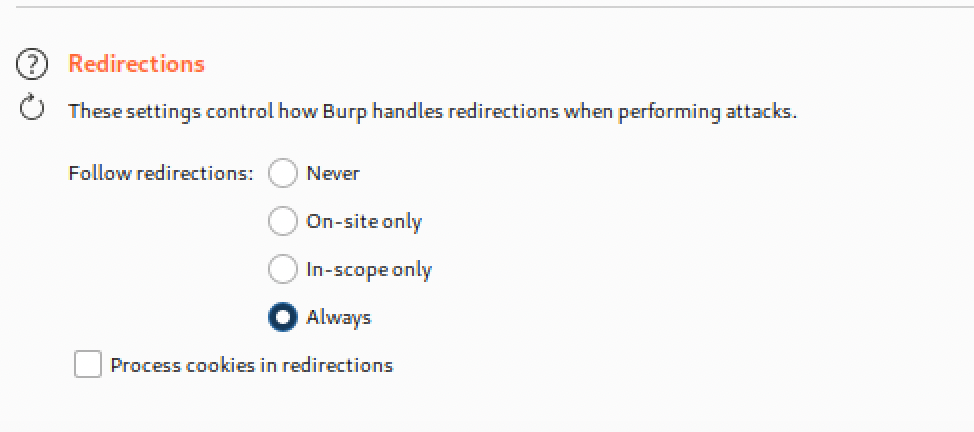 Redirections
These settings control how Burp handles redirections when performing attacks.
Follow redirections: Never
On-site only
In-scope only
Always
Process cookies in redirections